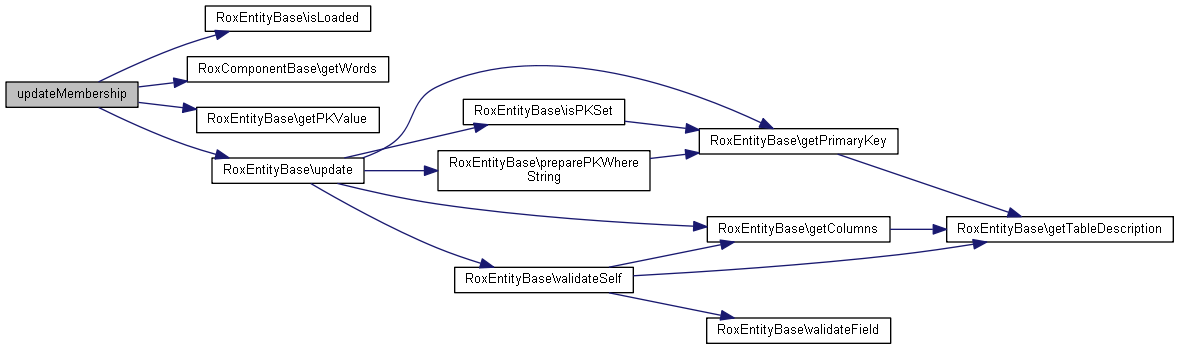 RoxEntityBase\isLoaded
RoxComponentBase\getWords
updateMembership
RoxEntityBase\getPKValue
RoxEntityBase\update
RoxEntityBase\isPKSet
RoxEntityBase\preparePKWhere
String
RoxEntityBase\getPrimaryKey
RoxEntityBase\getColumns
RoxEntityBase\getTableDescription
RoxEntityBase\validateSelf
RoxEntityBase\validateField